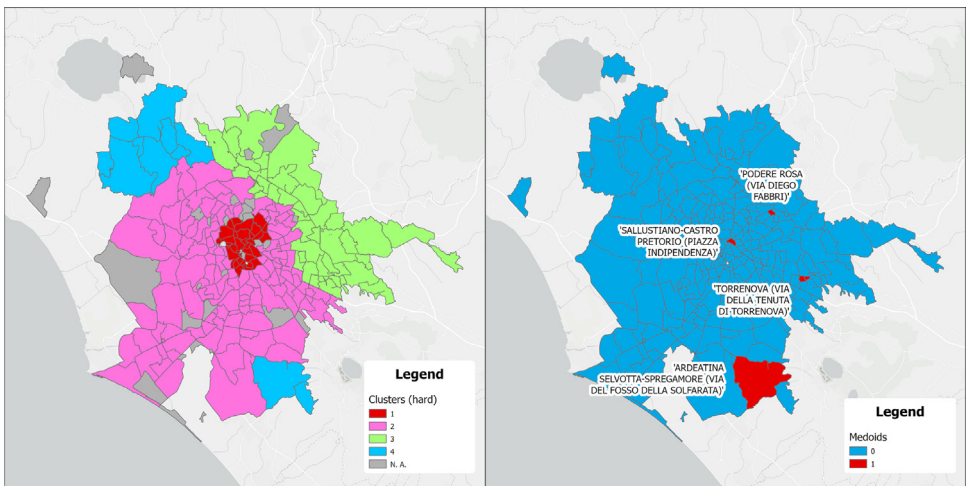 Legend
Clusters (hard)
1
2
3
4
N. A.
'PODERE ROSA
(VIA DIEGO
FABBRI)'
'SALLUSTIANO-CASTRO
PRETORIO (PIAZZA
INDIPENDENZA)'
'TORRENOVA (VIA
DELLA TENUTA
DI TORRENOVA)'
'ARDEATINA
SELVOTTA-SPREGAMORE (VIA
DEL FOSSO DELLA SOLFARATA)'
Legend
Medoids
0
1